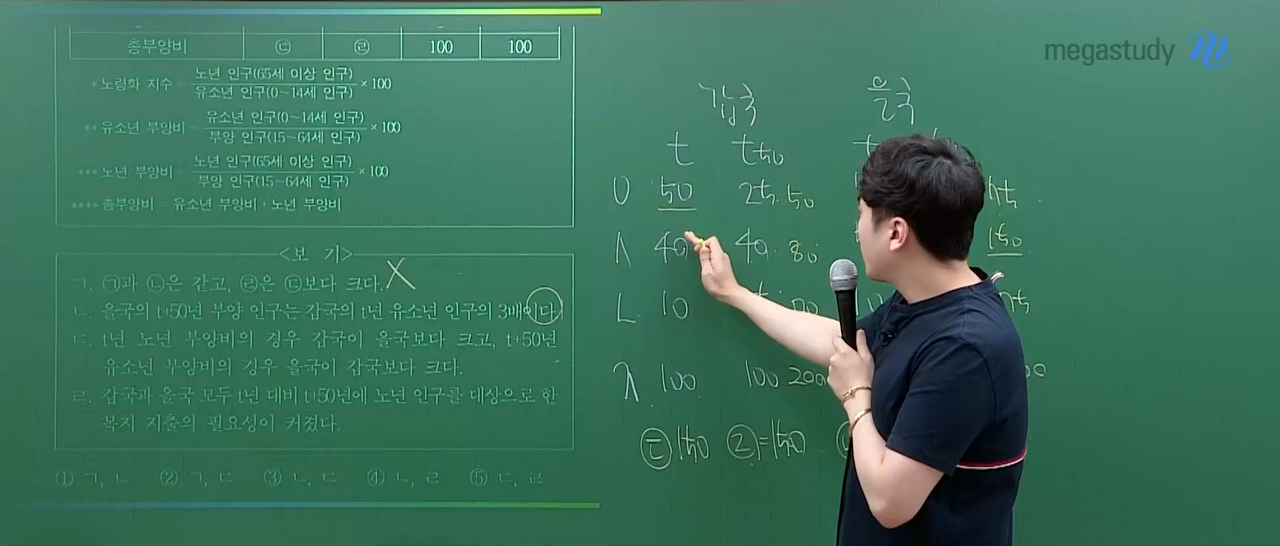 총부양비 ㉢ ㉣ 100 100
* 노령화 지수 = 노년 인구(65세 이상 인구) / 유소년 인구(0~14세 인구) × 100
** 유소년 부양비 = 유소년 인구(0~14세 인구) / 부양 인구(15~64세 인구) × 100
*** 노년 부양비 = 노년 인구(65세 이상 인구) / 부양 인구(15~64세 인구) × 100
**** 총부양비 = 유소년 부양비 + 노년 부양비
<보 기>
ㄱ. ㉠과 ㉡은 같고, ㉣은 ㉢보다 크다. X
ㄴ. 을국의 t+50년 부양 인구는 갑국의 t년 유소년 인구의 3배이다.
ㄷ. t년 노년 부양비의 경우 갑국이 을국보다 크고, t+50년
유소년 부양비의 경우 을국이 갑국보다 크다.
ㄹ. 갑국과 을국 모두 t년 대비 t+50년에 노년 인구를 대상으로 한
복지 지출의 필요성이 커졌다.
① ㄱ, ㄴ ② ㄱ, ㄷ ③ ㄴ, ㄷ ④ ㄴ, ㄹ ⑤ ㄷ, ㄹ
megastudy
갑국 을국
t t+50 t
50 25 50
40 40 80 150
10
100 100 200
㉢ 150 ㉣ = 150